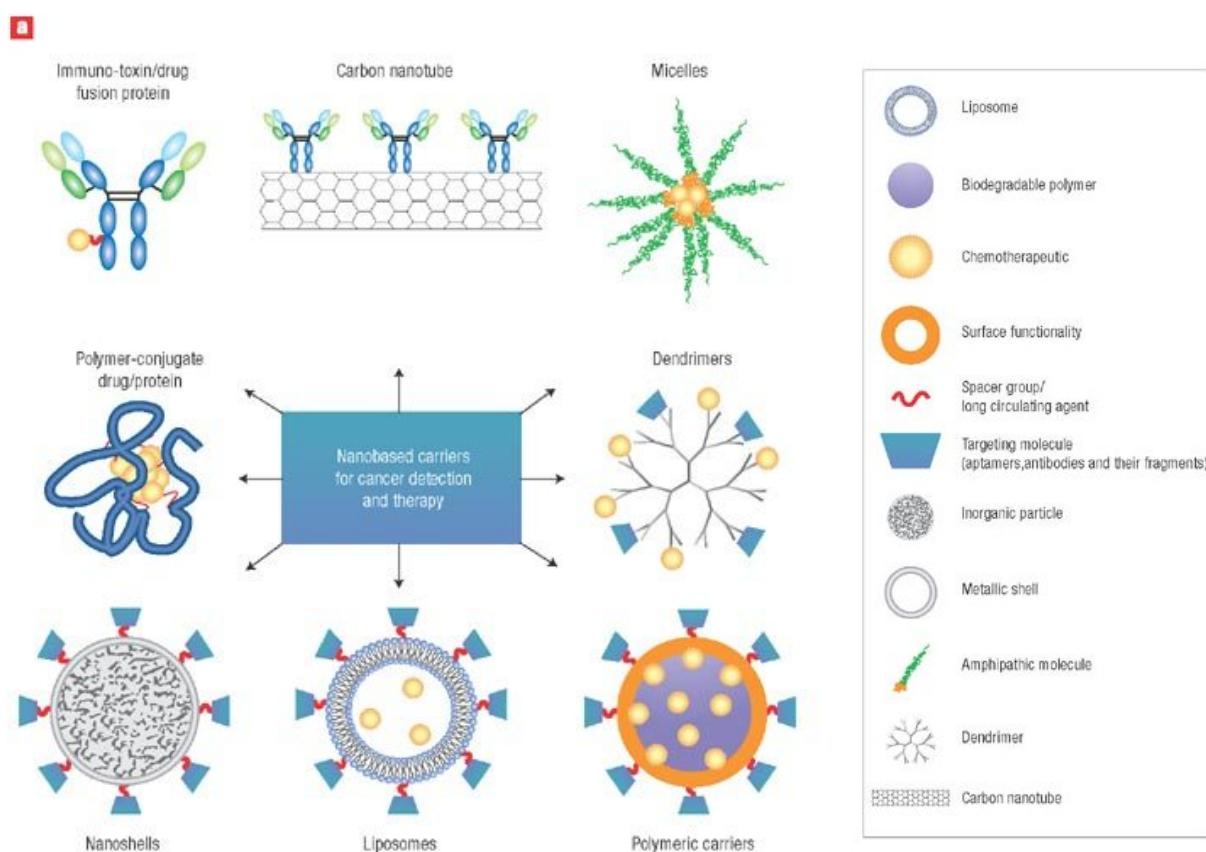 a
Immuno-toxin/drug
fusion protein
Carbon nanotube
Micelles
Polymer-conjugate
drug/protein
Dendrimers
Nanobased carriers
for cancer detection
and therapy
Nanoshells
Liposomes
Polymeric carriers
Liposome
Biodegradable polymer
Chemotherapeutic
Surface functionality
Spacer group/
long circulating agent
Targeting molecule
(aptamers,antibodies and their fragments)
Inorganic particle
Metallic shell
Amphipathic molecule
Dendrimer
Carbon nanotube